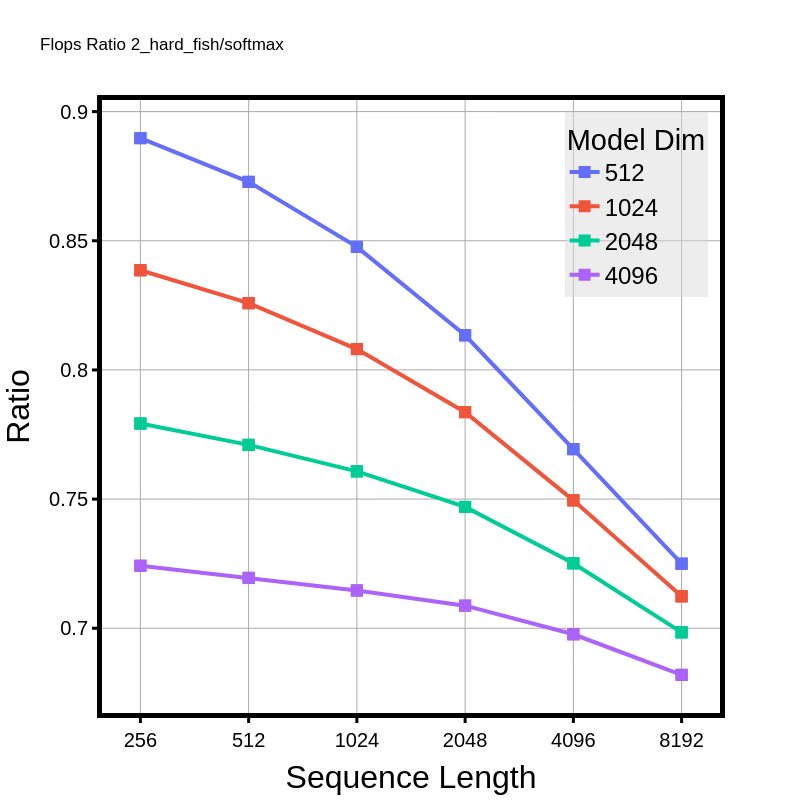 Flops Ratio 2_hard_fish/softmax
0.9
0.85
0.8
0.75
0.7
Ratio
Model Dim
512
1024
2048
4096
256 512 1024 2048 4096 8192
Sequence Length